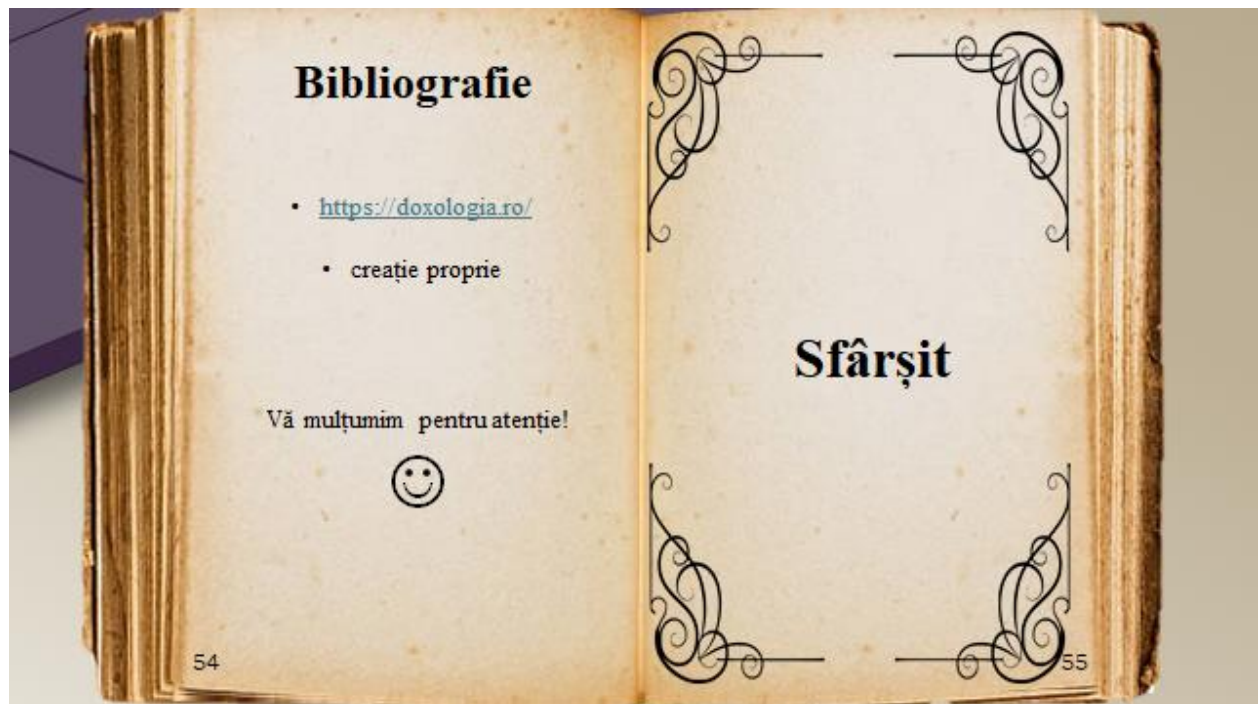 Bibliografie
• https://doxologia.ro/
• creație proprie
Vă mulțumim pentru atenție!
54
Sfârșit
55